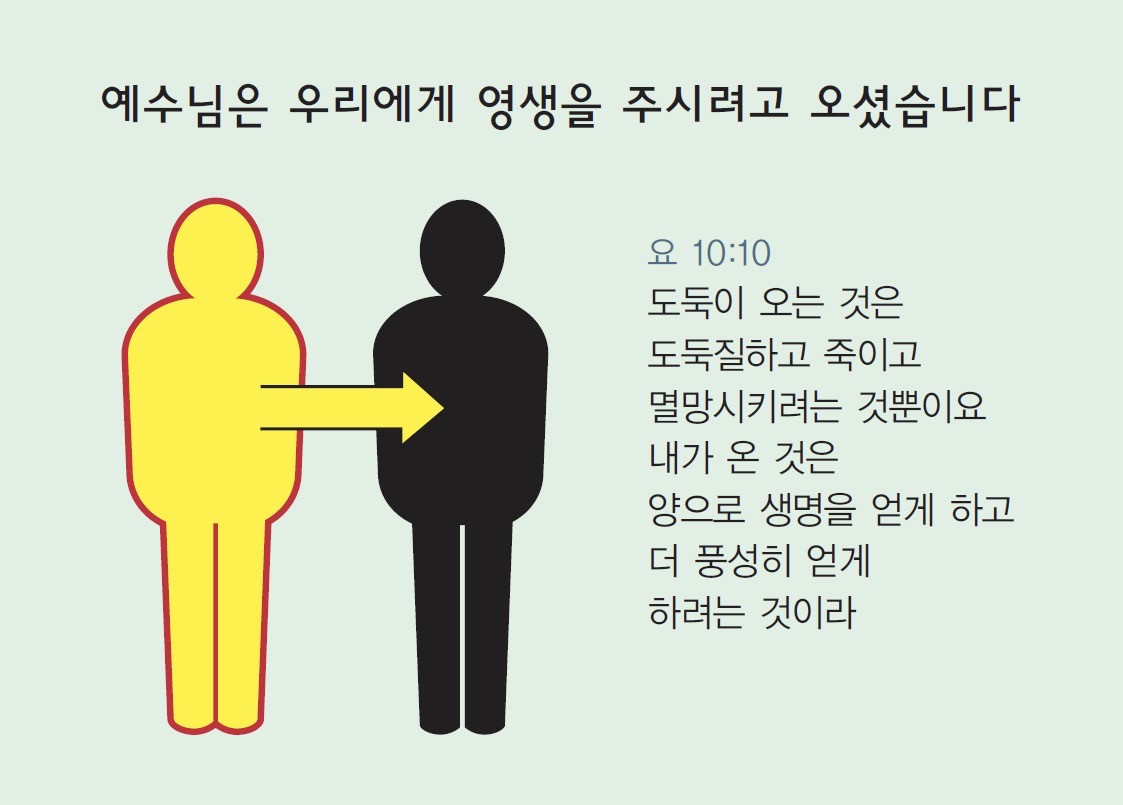 예수님은 우리에게 영생을 주시려고 오셨습니다
요 10:10
도둑이 오는 것은
도둑질하고 죽이고
멸망시키려는 것뿐이요
내가 온 것은
양으로 생명을 얻게 하고
더 풍성히 얻게
하려는 것이라